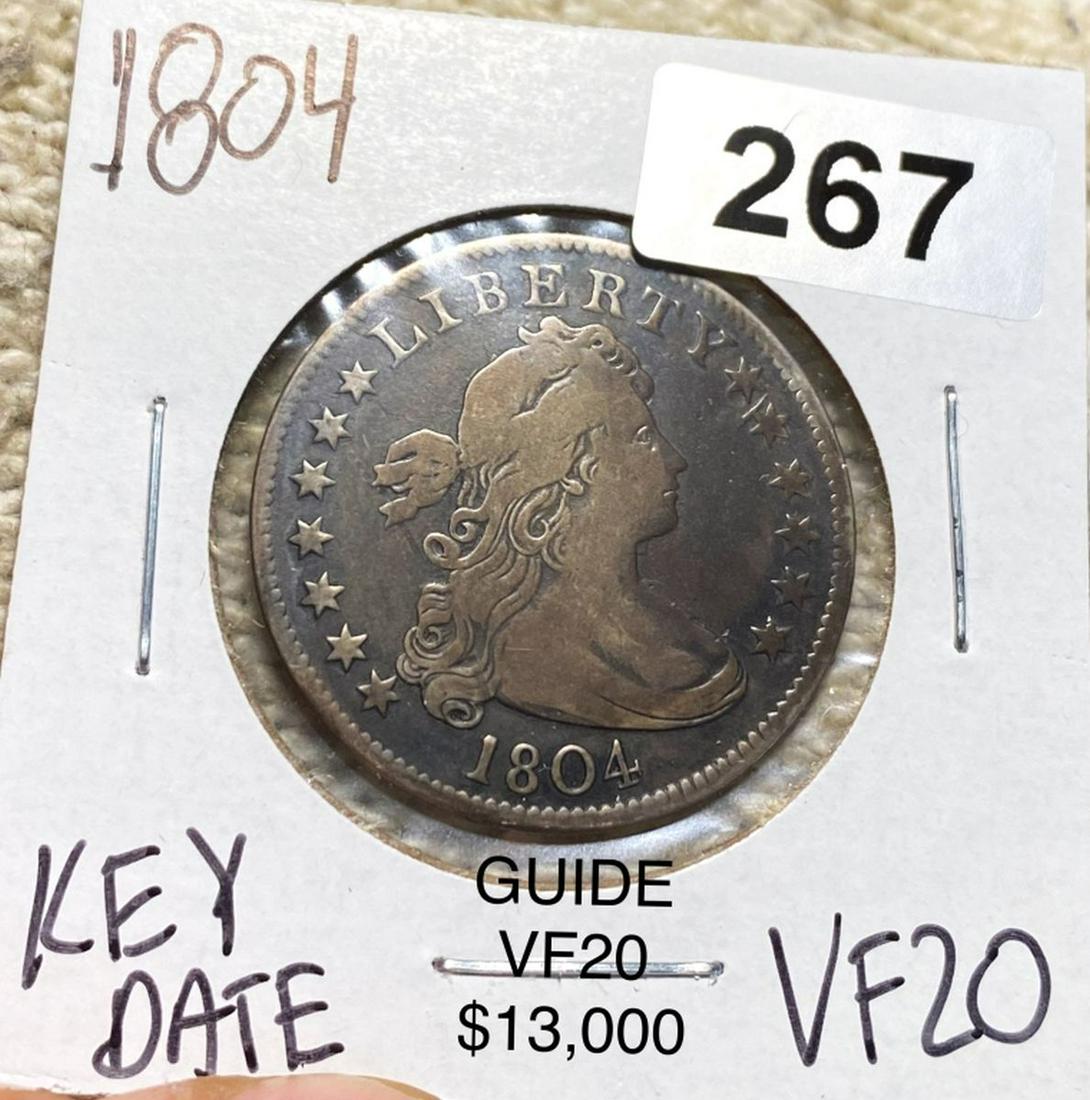 1804
267
LIBERTY
1804
KEY
DATE
GUIDE
VF20
$13,000
VF20